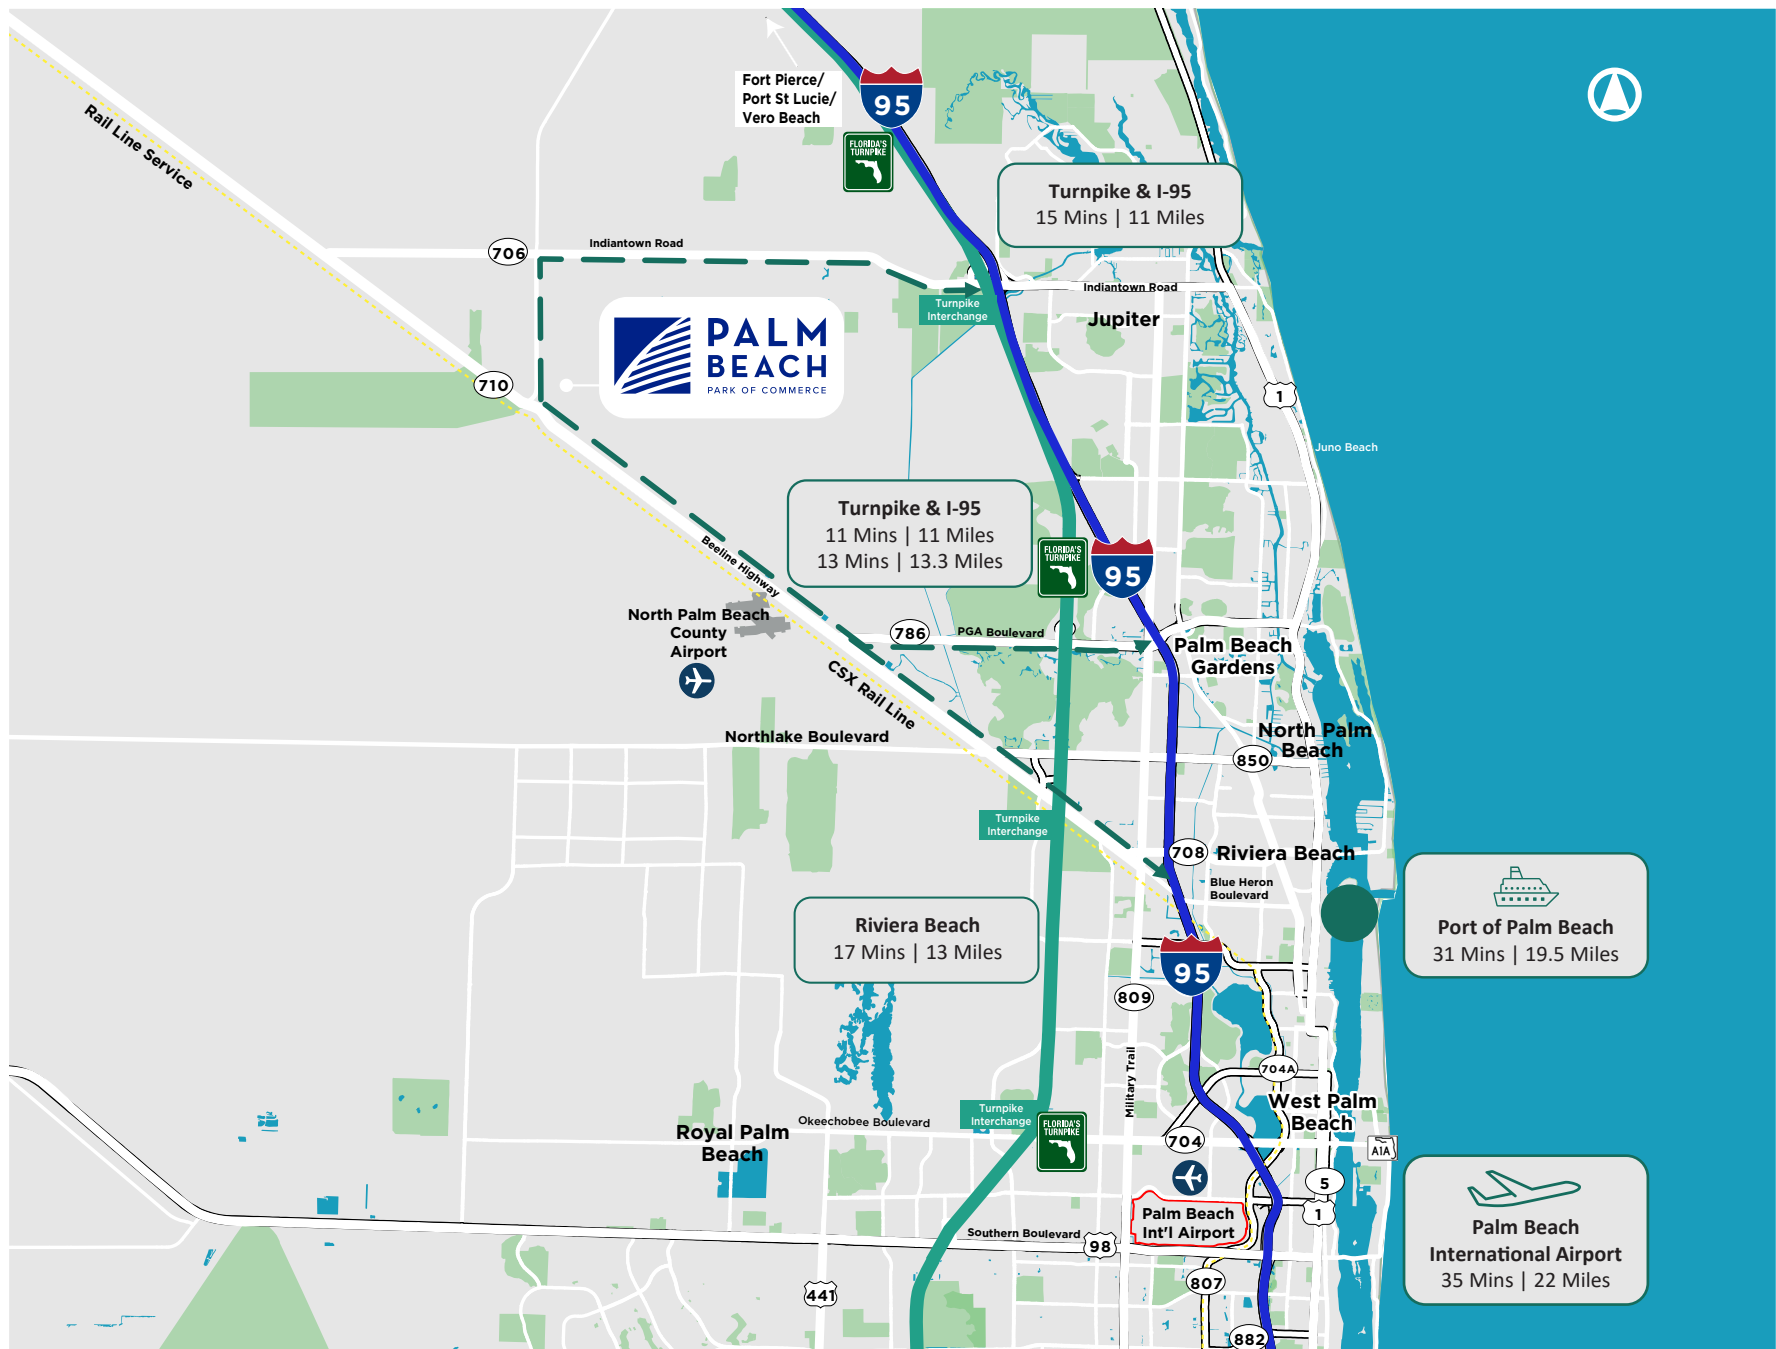 Fort Pierce/
Port St Lucie/
Vero Beach
95
FLORIDA'S
TURNPIKE
Rail Line Service
Turnpike & I-95
15 Mins | 11 Miles
706
Indiantown Road
Turnpike
Interchange
Indiantown Road
Jupiter
PALM
BEACH
PARK OF COMMERCE
710
1
Juno Beach
Turnpike & I-95
11 Mins | 11 Miles
13 Mins | 13.3 Miles
FLORIDA'S
TURNPIKE
95
Beeline Highway
North Palm Beach
County
Airport
786
PGA Boulevard
Palm Beach
Gardens
CSX Rail Line
Northlake Boulevard
North Palm
Beach
850
Turnpike
Interchange
708
Riviera Beach
Blue Heron
Boulevard
Riviera Beach
17 Mins | 13 Miles
Port of Palm Beach
31 Mins | 19.5 Miles
95
809
Military Trail
704A
West Palm
Beach
Turnpike
Interchange
FLORIDA'S
TURNPIKE
Okeechobee Boulevard
Royal Palm
Beach
704
A1A
5
1
Palm Beach
Int'l Airport
Southern Boulevard
98
Palm Beach
International Airport
35 Mins | 22 Miles
807
441
882